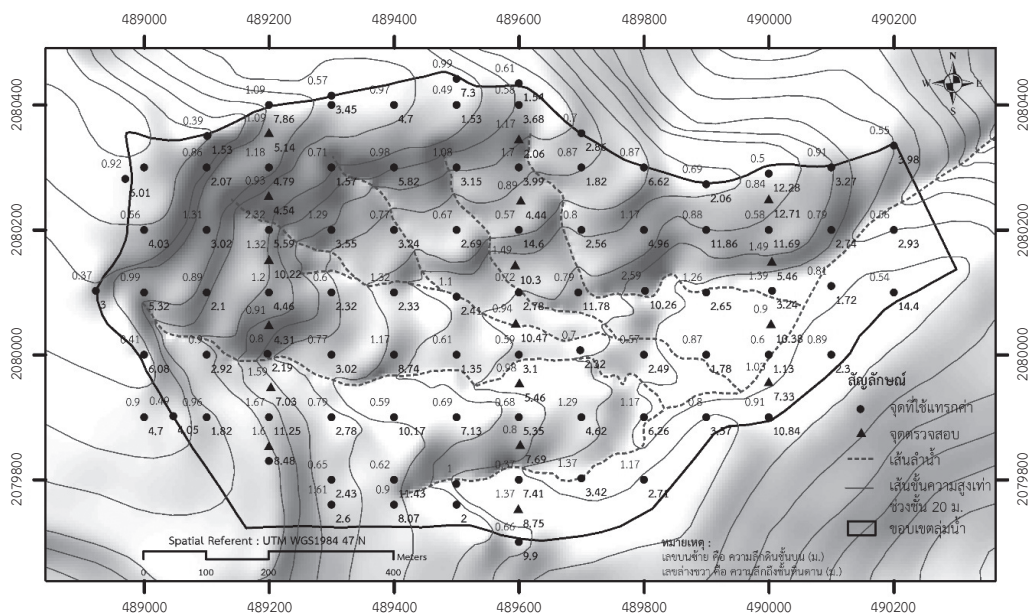 489000 489200 489400 489600 489800 490000 490200
N
W E
S
2080400 2080200 2080000 2079800
0.99 0.61
0.57
1.09 0.97 0.49 0.58
7.3 1.54
3.45
0.39 1.09 7.86 4.7 1.53 1.17 3.68 0.7
0.55
1.53 5.14 2.06 2.86
0.92 0.86 1.18 0.71 0.98 1.08 1.7 0.87 0.87 0.69 0.5 0.91 3.98
2.07 4.79 1.57 5.82 3.15 3.99 1.82 6.62 12.28 3.27
5.01 0.93 0.89 2.06 0.84
4.54 4.44 12.71
0.56 1.31 2.32 1.29 0.77 0.67 0.57 0.8 1.17 0.88 0.58 0.79 0.56
4.03 3.02 5.59 3.55 3.24 2.69 14.6 2.56 4.96 11.86 11.69 2.74 2.93
1.32 1.49 1.49
10.22 10.3 5.46
0.37 0.99 0.89 1.2 0.6 1.32 1.1 0.72 0.79 2.59 1.26 1.39 0.81 0.54
3 5.32 2.1 4.46 2.32 2.33 2.41 2.78 11.78 10.26 2.65 3.24 1.72 14.4
0.91 0.94 0.9
4.31 10.47 10.38
0.41 0.9 0.8 0.77 1.17 0.61 0.59 0.7 0.57 0.87 0.6 0.89
6.08 2.92 2.19 3.02 8.74 1.35 3.1 2.32 2.49 1.78 1.13 2.3
1.59 0.98 1.03
7.03 5.46 7.33
0.9 0.49 0.96 1.67 0.79 0.59 0.69 0.68 1.29 1.17 0.8 0.91
4.7 4.05 1.82 11.25 2.78 10.17 7.13 5.35 4.62 6.26 3.37 10.84
1.6 0.8
8.48 7.69
0.65 0.62 1 0.37 1.37 1.17
2.43 11.43 7.41 3.42 2.71
1.61 0.9 1.37
2.6 8.07 2 8.75
0.66
9.9
สัญลักษณ์
จุดที่ใช้แทรกค่า
จุดตรวจสอบ
เส้นลำน้ำ
เส้นชั้นความสูงเท่า
ช่วงชั้น 20 ม.
ขอบเขตลุ่มน้ำ
Spatial Referent : UTM WGS1984 47 N
Meters
0 100 200 400
หมายเหตุ :
เลขบนซ้าย คือ ความลึกดินชั้นบน (ม.)
เลขล่างขวา คือ ความลึกถึงชั้นหินดาน (ม.)
489000 489200 489400 489600 489800 490000 490200
2080400 2080200 2080000 2079800